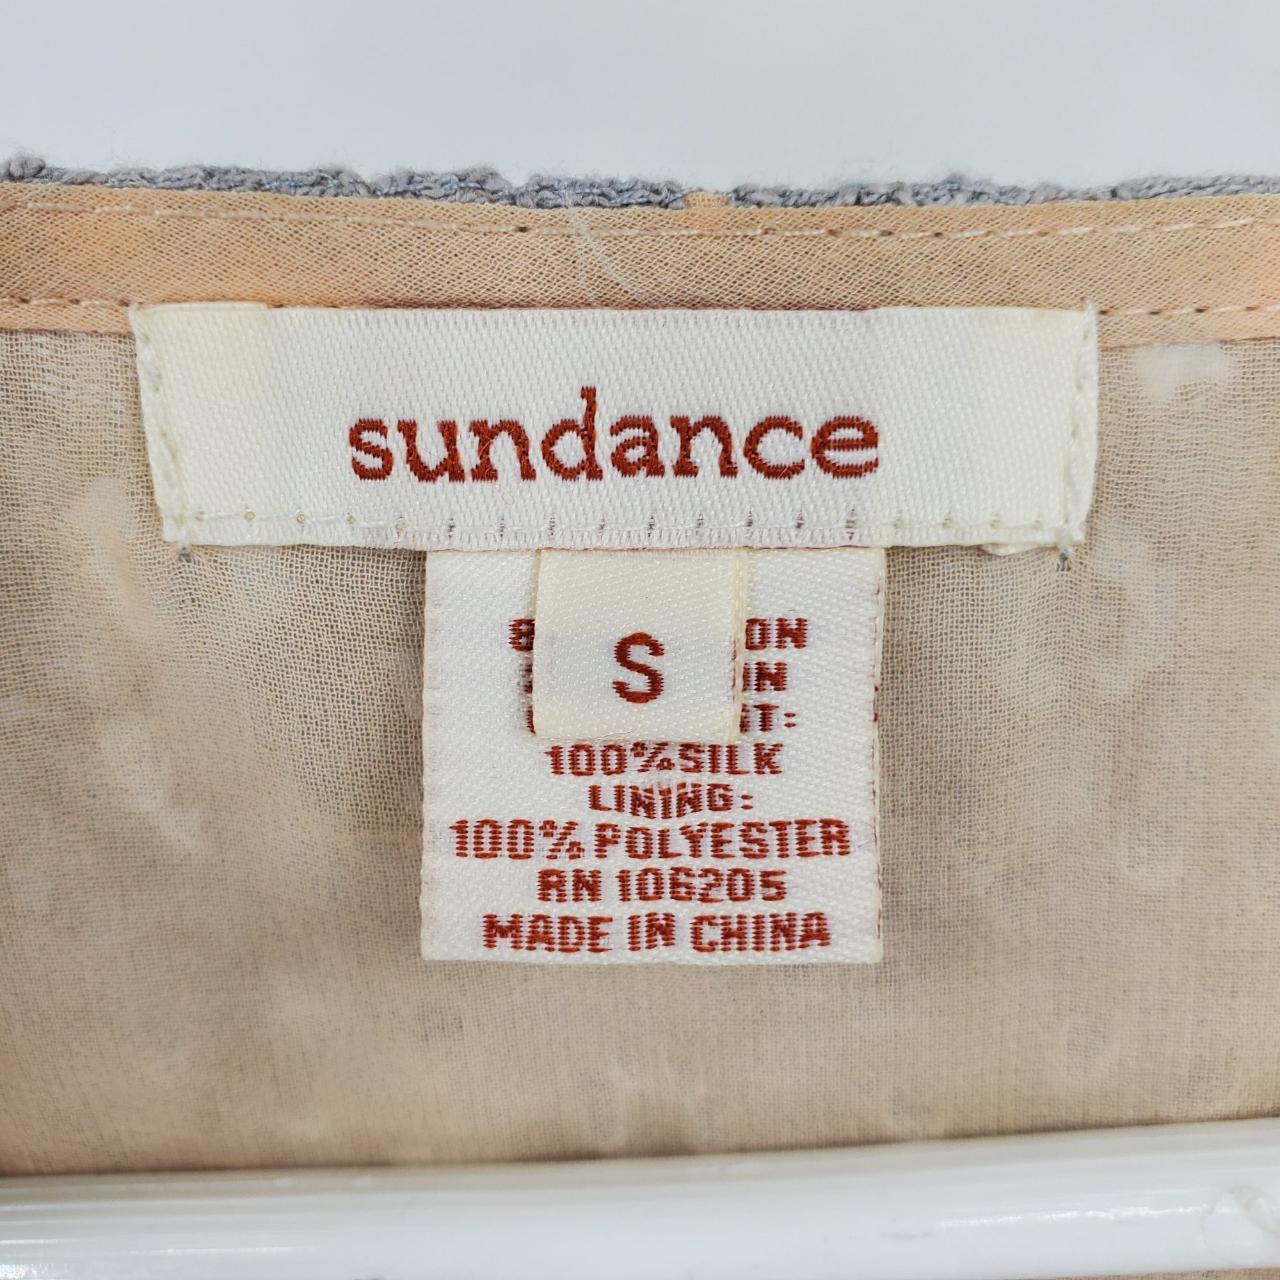 sundance
S
100% SILK
LINING:
100% POLYESTER
RN 106205
MADE IN CHINA